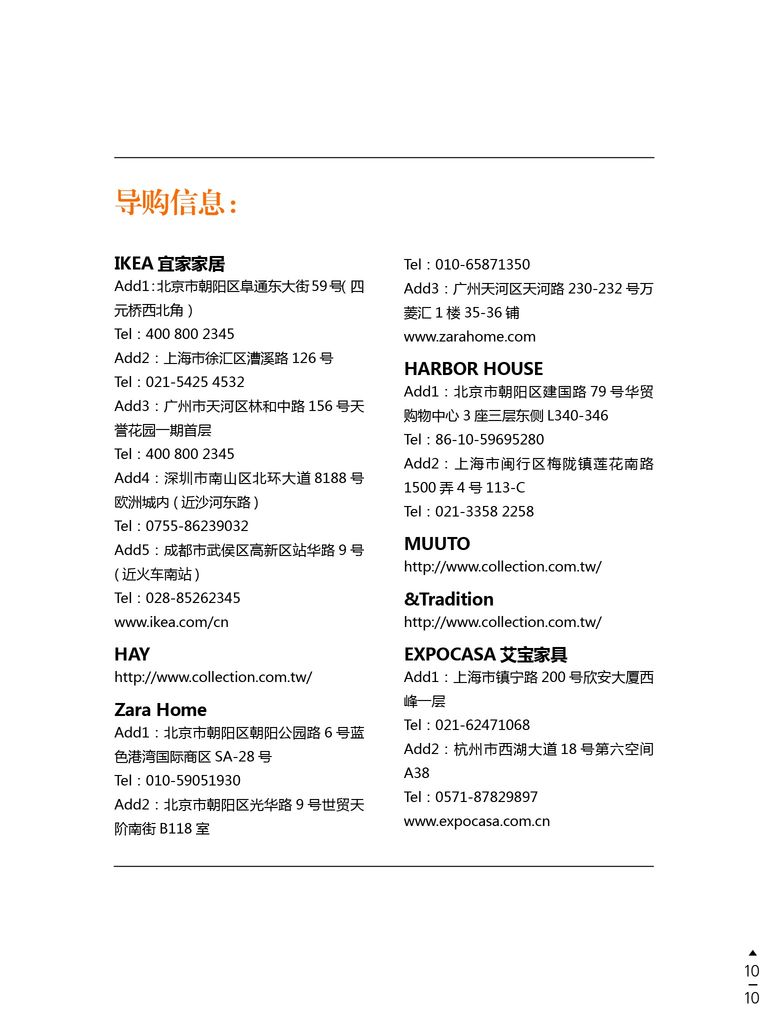 导购信息：
IKEA 宜家家居
Add1 : 北京市朝阳区阜通东大街 59 号( 四
元桥西北角 )
Tel：400 800 2345
Add2：上海市徐汇区漕溪路 126 号
Tel：021-5425 4532
Add3：广州市天河区林和中路 156 号天
誉花园一期首层
Tel：400 800 2345
Add4：深圳市南山区北环大道 8188 号
欧洲城内 ( 近沙河东路 )
Tel：0755-86239032
Add5：成都市武侯区高新区站华路 9 号
( 近火车南站 )
Tel：028-85262345
www.ikea.com/cn
HAY
http://www.collection.com.tw/
Zara Home
Add1：北京市朝阳区朝阳公园路 6 号蓝
色港湾国际商区 SA-28 号
Tel：010-59051930
Add2：北京市朝阳区光华路 9 号世贸天
阶南街 B118 室
Tel：010-65871350
Add3：广州天河区天河路 230-232 号万
菱汇 1 楼 35-36 铺
www.zarahome.com
HARBOR HOUSE
Add1：北京市朝阳区建国路 79 号华贸
购物中心 3 座三层东侧 L340-346
Tel：86-10-59695280
Add2：上海市闽行区梅陇镇莲花南路
1500 弄 4 号 113-C
Tel：021-3358 2258
MUUTO
http://www.collection.com.tw/
&Tradition
http://www.collection.com.tw/
EXPOCASA 艾宝家具
Add1：上海市镇宁路 200 号欣安大厦西
峰一层
Tel：021-62471068
Add2：杭州市西湖大道 18 号第六空间
A38
Tel：0571-87829897
www.expocasa.com.cn
10
10